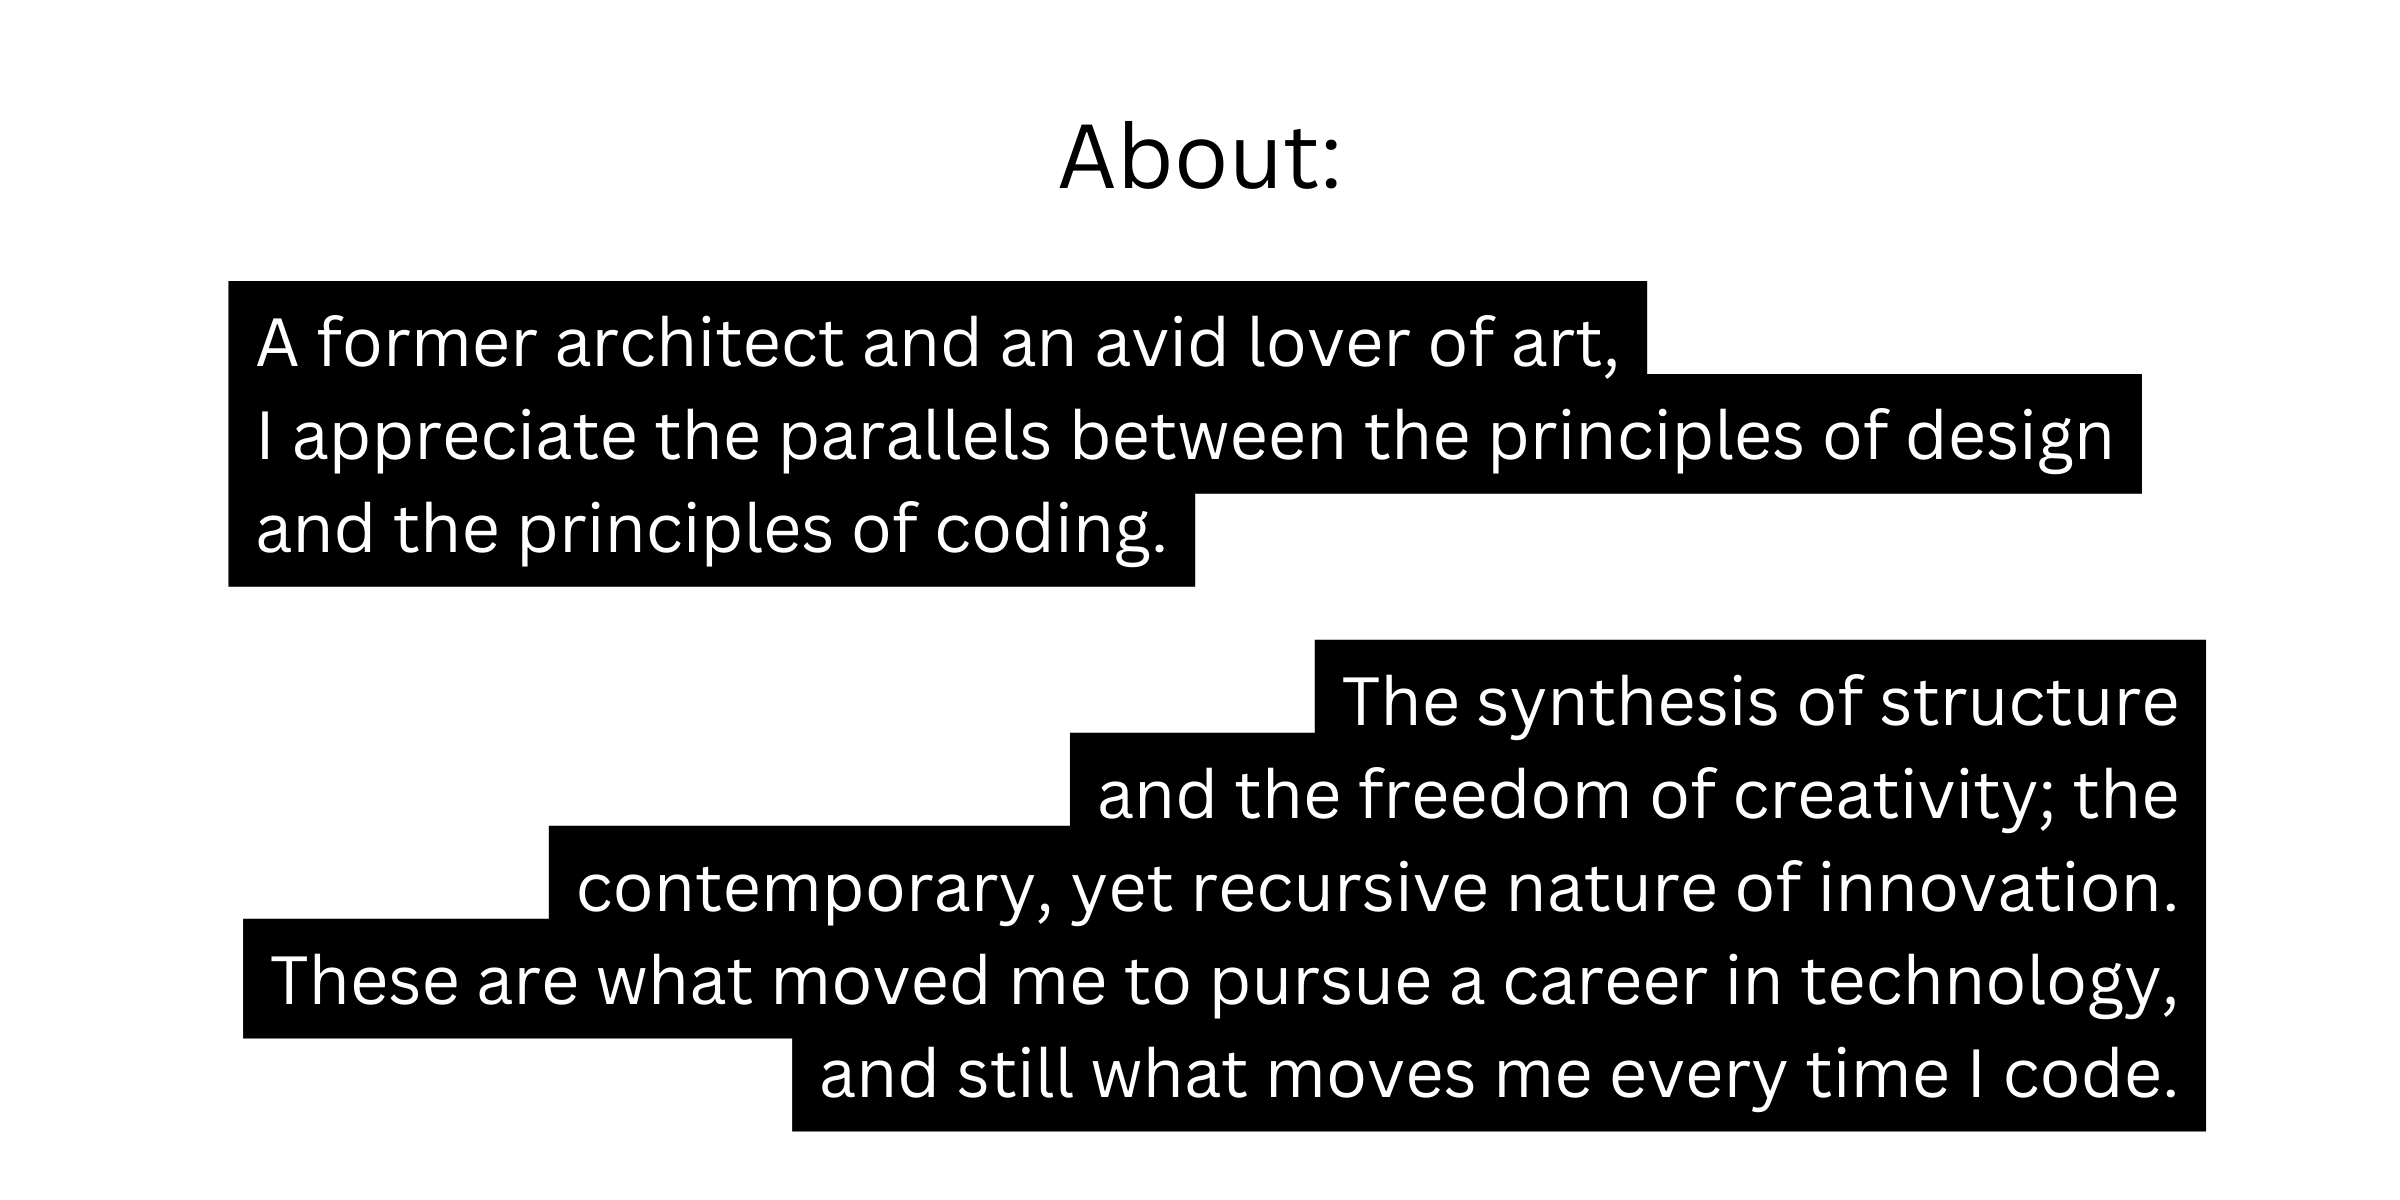 About:
A former architect and an avid lover of art,
I appreciate the parallels between the principles of design
and the principles of coding.
The synthesis of structure
and the freedom of creativity; the
contemporary, yet recursive nature of innovation.
These are what moved me to pursue a career in technology,
and still what moves me every time I code.